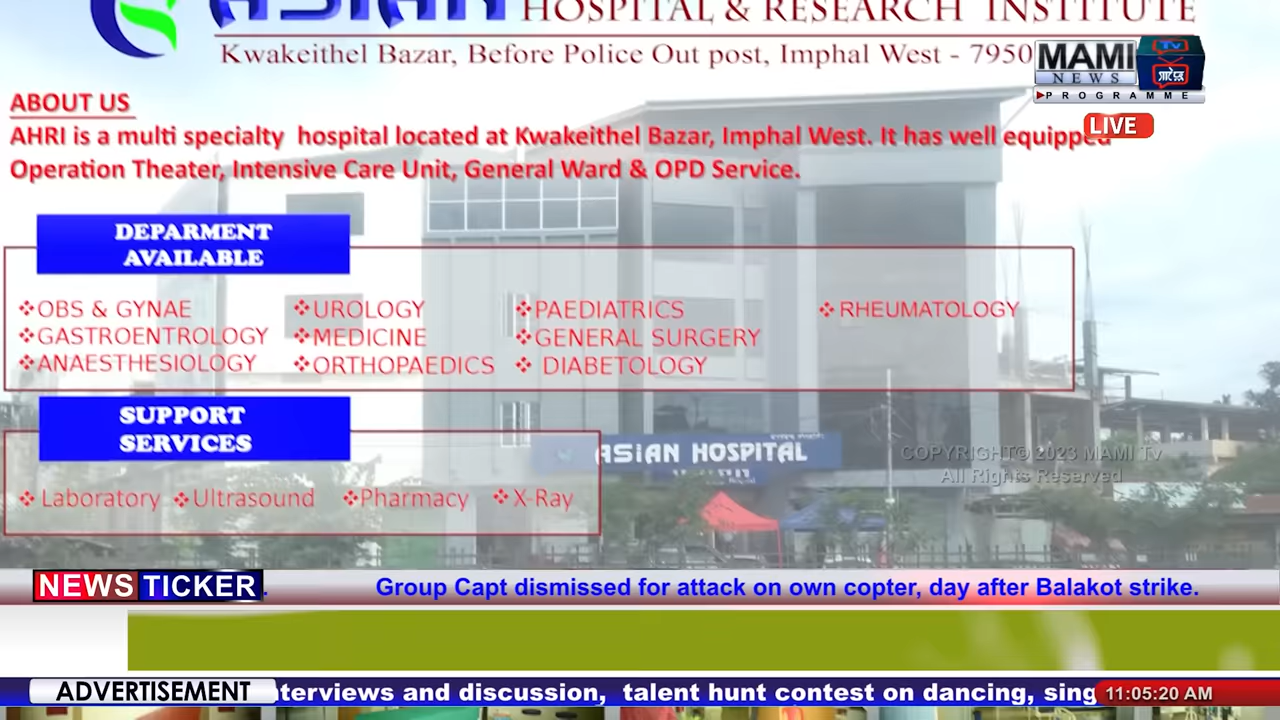 ASIAN HOSPITAL & RESEARCH INSTITUTE
Kwakeithel Bazar, Before Police Out post, Imphal West - 7950
MAMI
NEWS
Tv
PROGRAMME
LIVE
ABOUT US
AHRI is a multi specialty hospital located at Kwakeithel Bazar, Imphal West. It has well equipped
Operation Theater, Intensive Care Unit, General Ward & OPD Service.
DEPARMENT
AVAILABLE
❖OBS & GYNAE ❖UROLOGY ❖PAEDIATRICS ❖RHEUMATOLOGY
❖GASTROENTROLOGY ❖MEDICINE ❖GENERAL SURGERY
❖ANAESTHESIOLOGY ❖ORTHOPAEDICS ❖ DIABETOLOGY
SUPPORT
SERVICES
ASIAN HOSPITAL
COPYRIGHT© 2023 MAMI Tv
All Rights Reserved
❖ Laboratory ❖Ultrasound ❖Pharmacy ❖ X-Ray
NEWS TICKER
. Group Capt dismissed for attack on own copter, day after Balakot strike.
ADVERTISEMENT
terviews and discussion, talent hunt contest on dancing, sing
11:05:20 AM